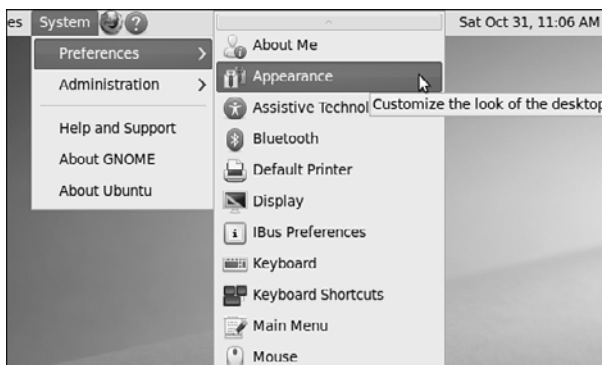 es System ? Sat Oct 31, 11:06 AM
Preferences
Administration
Help and Support
About GNOME
About Ubuntu
About Me
Appearance
Assistive Technol
Customize the look of the desktop
Bluetooth
Default Printer
Display
IBus Preferences
Keyboard
Keyboard Shortcuts
Main Menu
Mouse